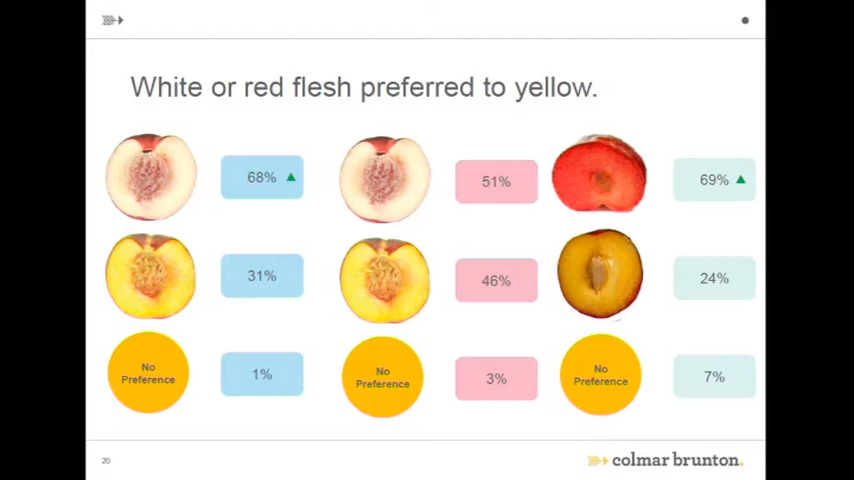 White or red flesh preferred to yellow.
68%
51%
69%
31%
46%
24%
No
Preference
1%
No
Preference
3%
No
Preference
7%
20
colmar brunton.